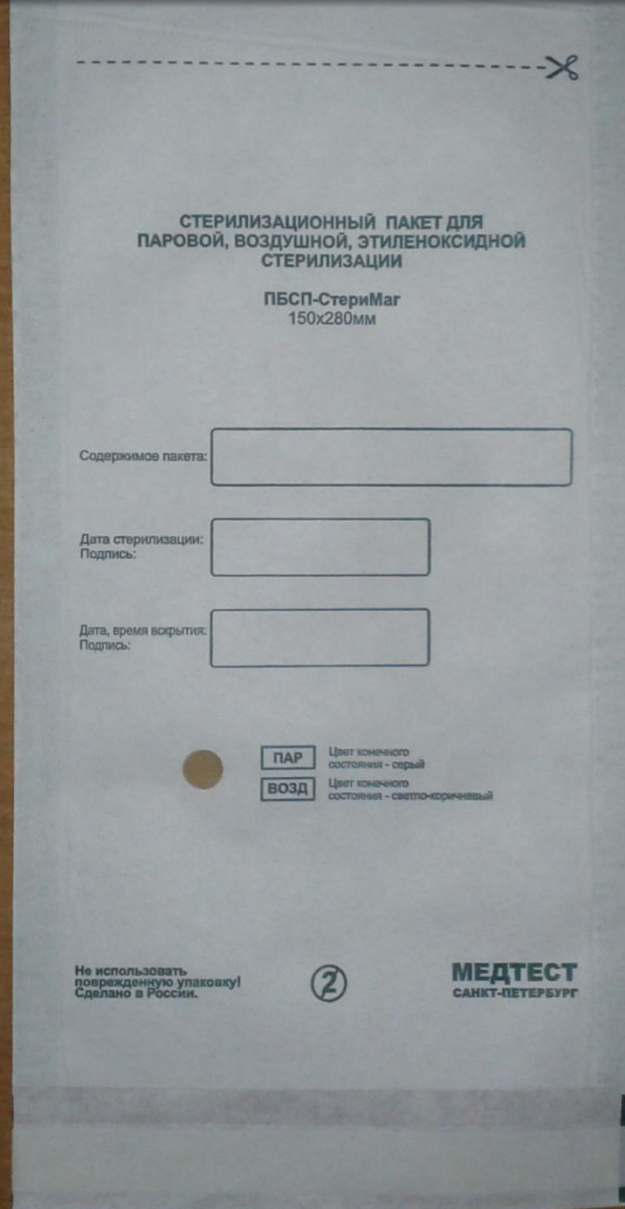 СТЕРИЛИЗАЦИОННЫЙ ПАКЕТ ДЛЯ
ПАРОВОЙ, ВОЗДУШНОЙ, ЭТИЛЕНОКСИДНОЙ
СТЕРИЛИЗАЦИИ
ПБСП-СтериМаг
150х280мм
Содержимое пакета:
Дата стерилизации:
Подпись:
Дата, время вскрытия:
Подпись:
ПАР
Цвет конечного
состояния - серый
ВОЗД
Цвет конечного
состояния - светло-коричневый
Не использовать
поврежденную упаковку!
Сделано в России.
2
МЕДТЕСТ
САНКТ-ПЕТЕРБУРГ